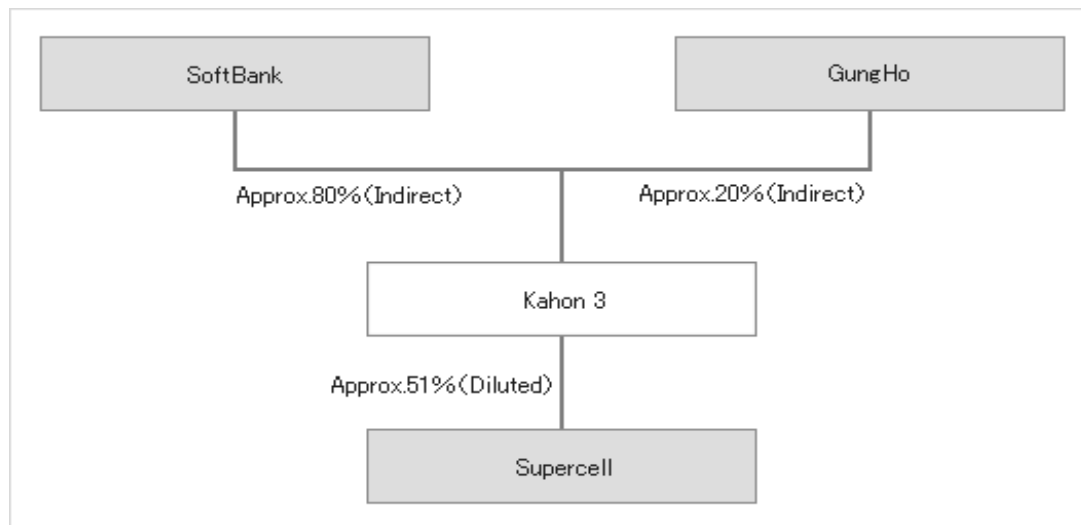 SoftBank
GungHo
Approx.80%(Indirect)
Approx.20%(Indirect)
Kahon 3
Approx.51%(Diluted)
Supercell